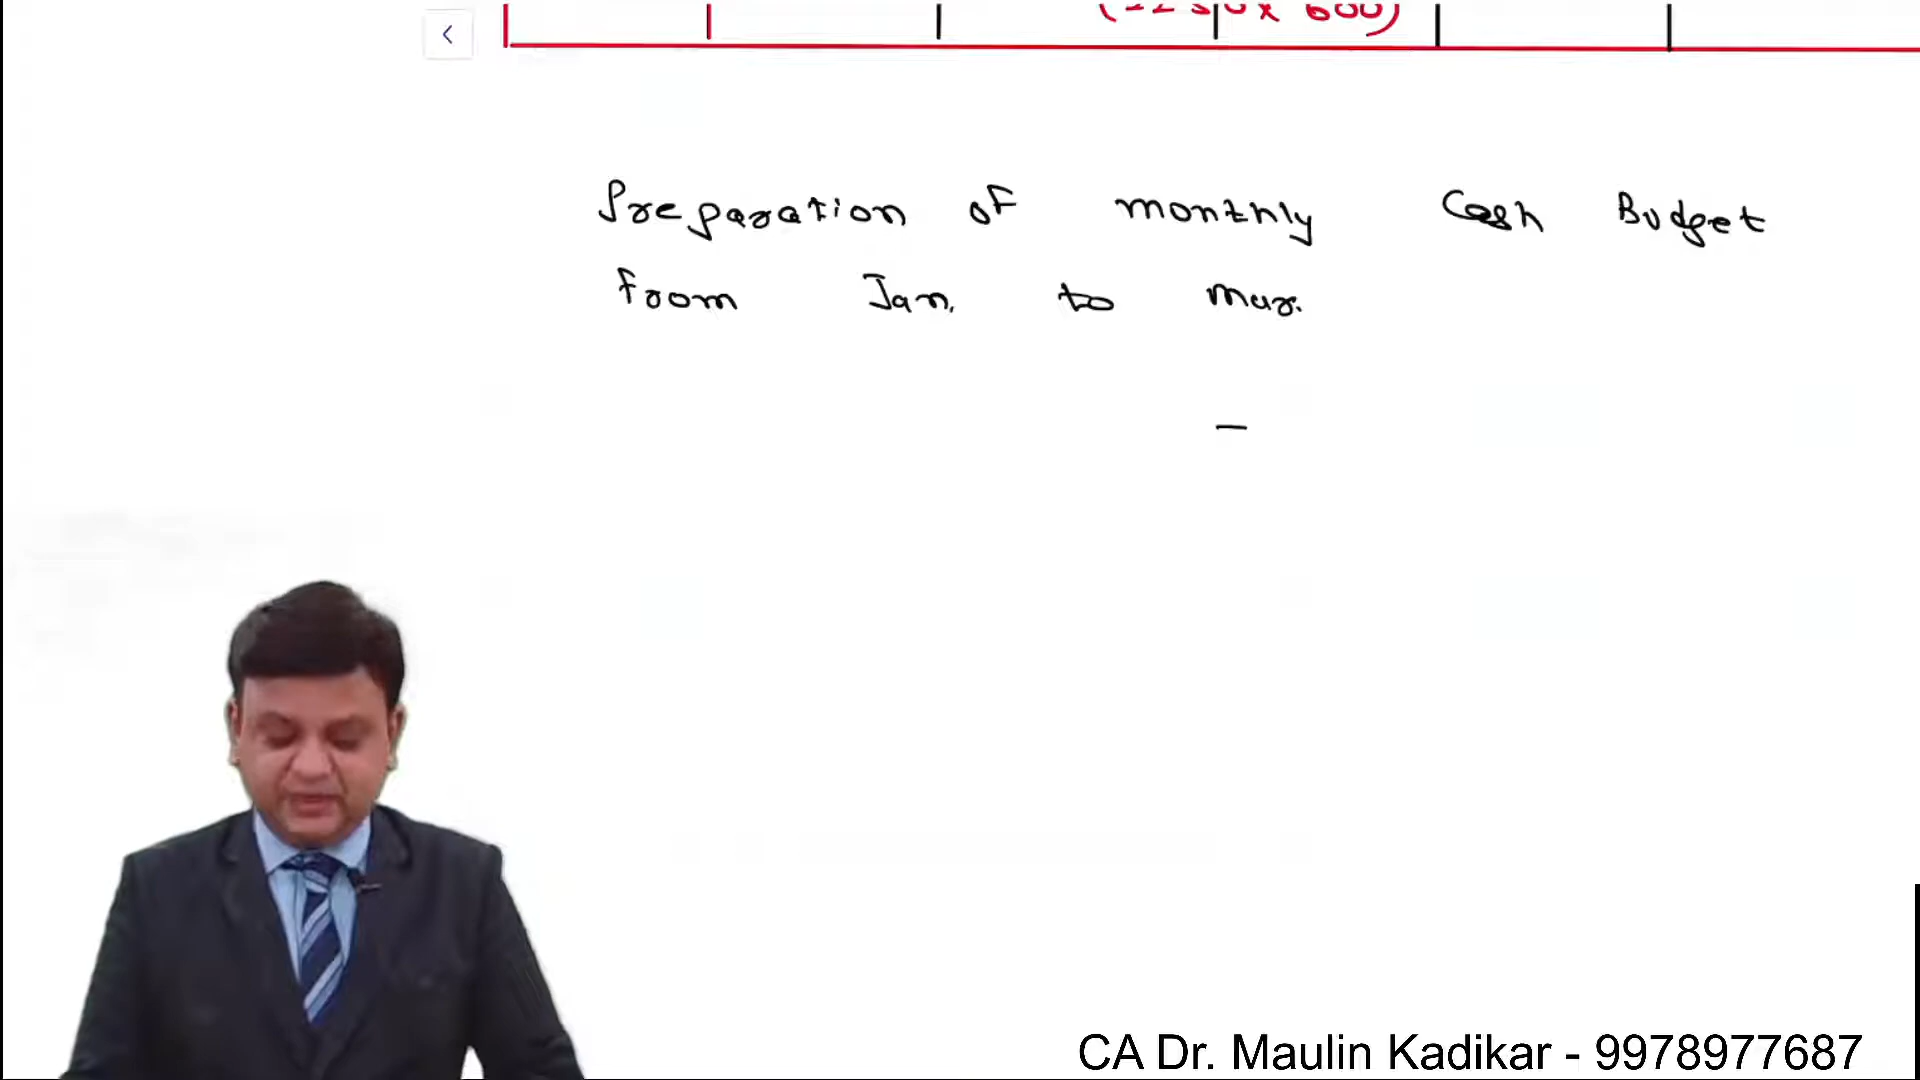 Preparation of monthly Cash Budget
from Jan. to Mar.
CA Dr. Maulin Kadikar - 9978977687